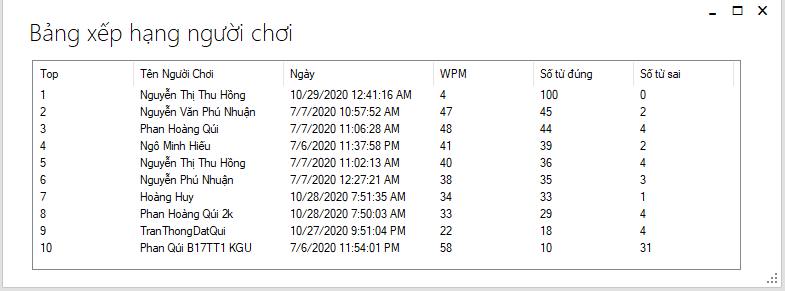 Bảng xếp hạng người chơi
Top Tên Người Chơi Ngày WPM Số từ đúng Số từ sai
1 Nguyễn Thị Thu Hồng 10/29/2020 12:41:16 AM 4 100 0
2 Nguyễn Văn Phú Nhuận 7/7/2020 10:57:52 AM 47 45 2
3 Phan Hoàng Qúi 7/7/2020 11:06:28 AM 48 44 4
4 Ngô Minh Hiếu 7/6/2020 11:37:58 PM 41 39 2
5 Nguyễn Thị Thu Hồng 7/7/2020 11:02:13 AM 40 36 4
6 Nguyễn Phú Nhuận 7/7/2020 12:27:21 AM 38 35 3
7 Hoàng Huy 10/28/2020 7:51:35 AM 34 33 1
8 Phan Hoàng Qúi 2k 10/28/2020 7:50:03 AM 33 29 4
9 TranThongDatQui 10/27/2020 9:51:04 PM 22 18 4
10 Phan Qúi B17TT1 KGU 7/6/2020 11:54:01 PM 58 10 31